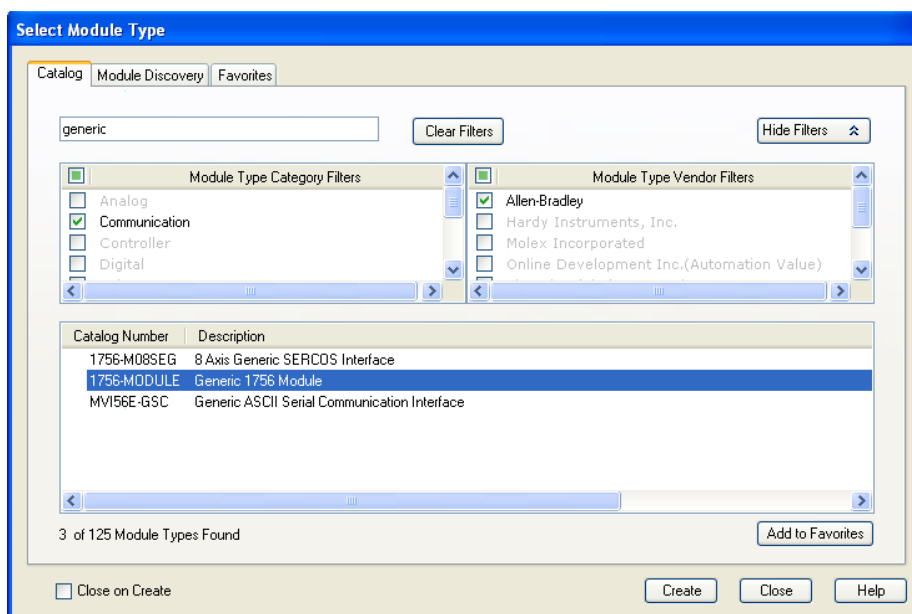 Select Module Type
Catalog Module Discovery Favorites
generic Clear Filters Hide Filters
Module Type Category Filters Module Type Vendor Filters
Analog Allen-Bradley
Communication Hardy Instruments, Inc.
Controller Molex Incorporated
Digital Online Development Inc.(Automation Value)
Catalog Number Description
1756-M08SEG 8 Axis Generic SERCOS Interface
1756-MODULE Generic 1756 Module
MVI56E-GSC Generic ASCII Serial Communication Interface
3 of 125 Module Types Found Add to Favorites
Close on Create Create Close Help